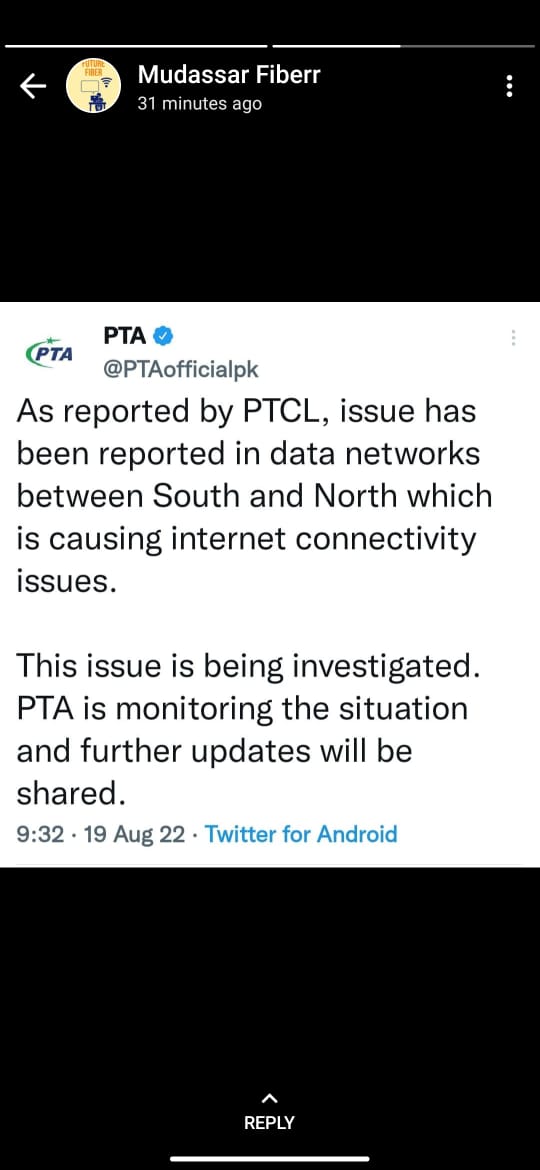 FUTURE
FIBER
Mudassar Fiberr
31 minutes ago
PTA
PTA
@PTAofficialpk
As reported by PTCL, issue has
been reported in data networks
between South and North which
is causing internet connectivity
issues.
This issue is being investigated.
PTA is monitoring the situation
and further updates will be
shared.
9:32 · 19 Aug 22 · Twitter for Android
REPLY